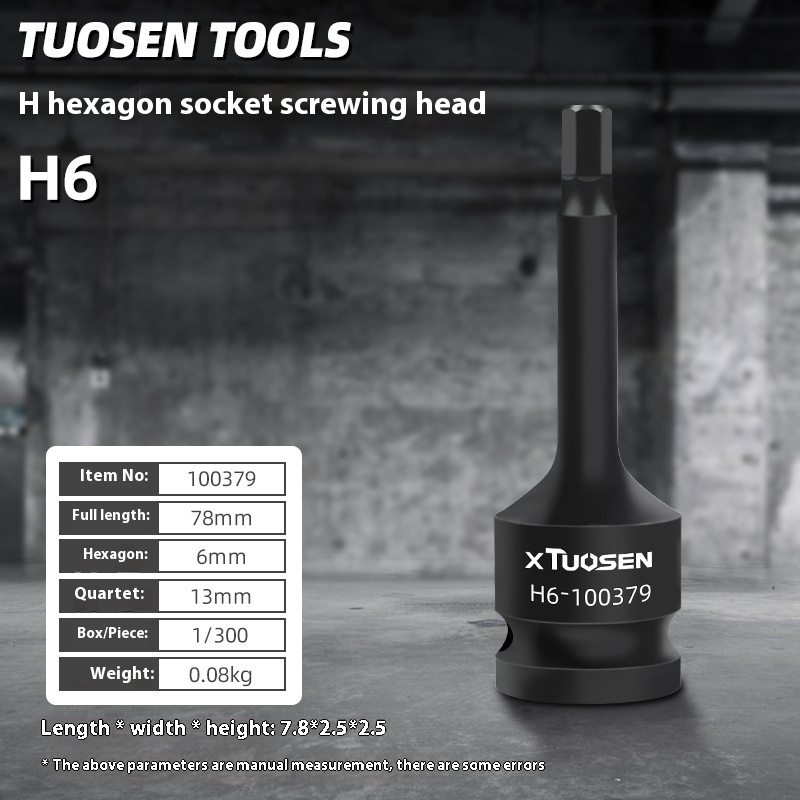 TUOSEN TOOLS
H hexagon socket screwing head
H6
Item No: 100379
Full length: 78mm
Hexagon: 6mm
Quartet: 13mm
Box/Piece: 1/300
Weight: 0.08kg
XTUOSEN
H6-100379
Length * width * height: 7.8*2.5*2.5
* The above parameters are manual measurement, there are some errors